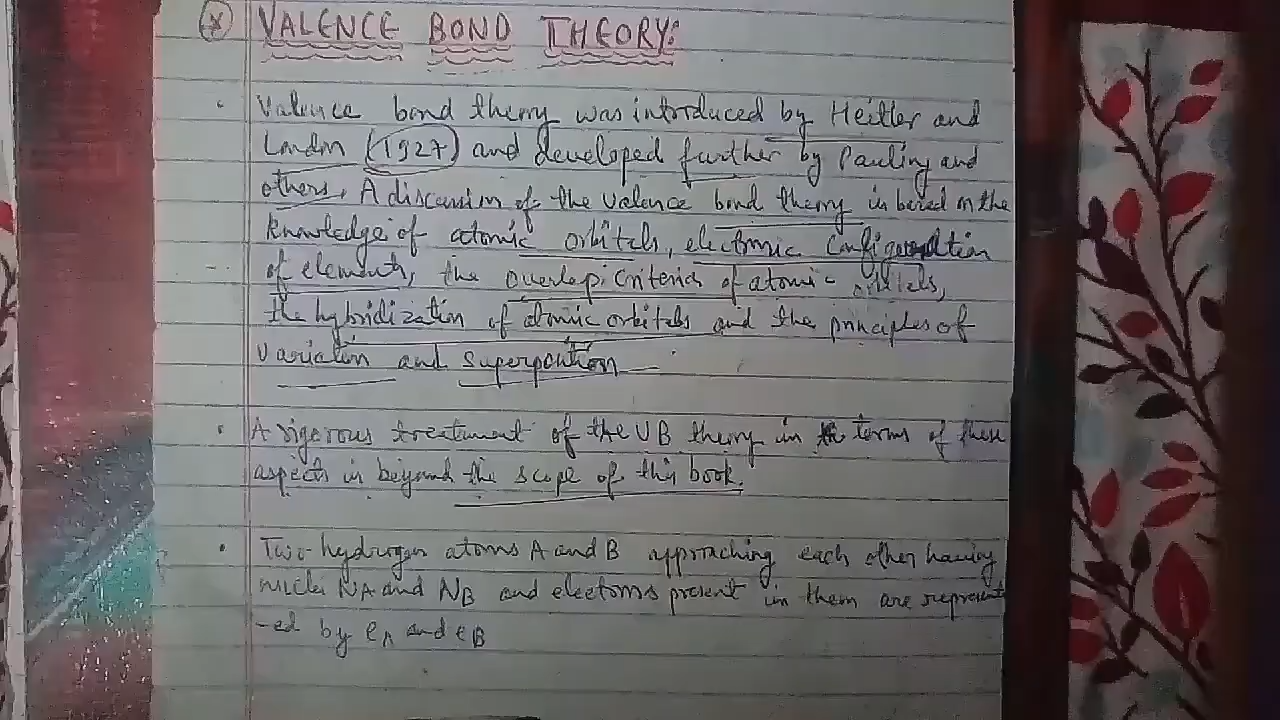 VALENCE BOND THEORY:
Valence bond theory was introduced by Heitler and
London (1927) and developed further by Pauling and
others. A discussion of the valence bond theory is based on the
knowledge of atomic orbitals, electronic configuration
of elements, the overlap criteria of atomic orbitals,
the hybridization of atomic orbitals and the principles of
variation and superposition
A rigorous treatment of the VB theory in terms of these
aspects is beyond the scope of this book.
Two hydrogen atoms A and B approaching each other having
nuclei NA and NB and electrons present in them are represent
-ed by eA and eB